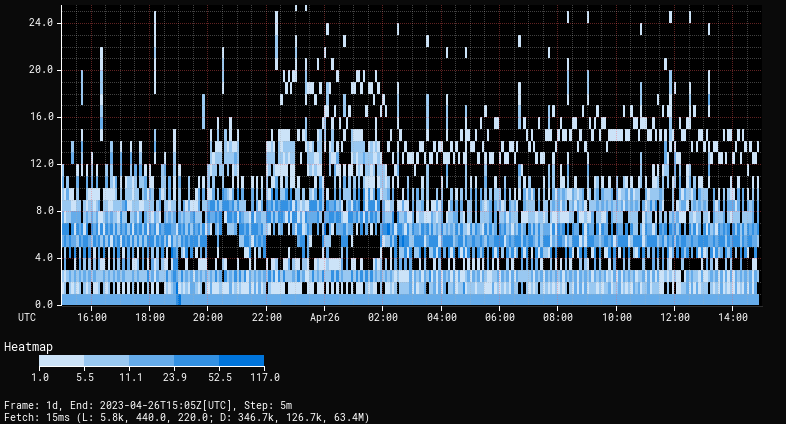 24.0
20.0
16.0
12.0
8.0
4.0
0.0
UTC 16:00 18:00 20:00 22:00 Apr26 02:00 04:00 06:00 08:00 10:00 12:00 14:00
Heatmap
1.0 5.5 11.1 23.9 52.5 117.0
Frame: 1d, End: 2023-04-26T15:05Z[UTC], Step: 5m
Fetch: 15ms (L: 5.8k, 440.0, 220.0; D: 346.7k, 126.7k, 63.4M)